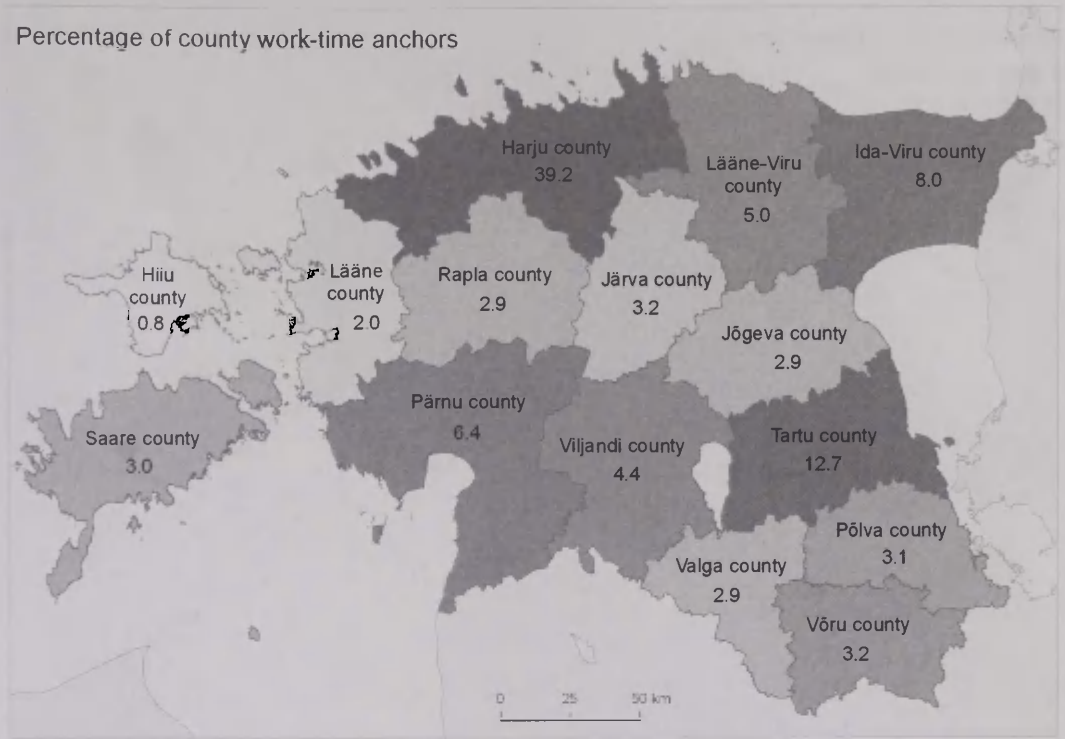 Percentage of county work-time anchors
Harju county
39.2
Lääne-Viru
county
5.0
Ida-Viru county
8.0
Hiiu
county
0.8
Lääne
county
2.0
Rapla county
2.9
Järva county
3.2
Jõgeva county
2.9
Saare county
3.0
Pärnu county
6.4
Viljandi county
4.4
Tartu county
12.7
Põlva county
3.1
Valga county
2.9
Võru county
3.2
0 25 50 km